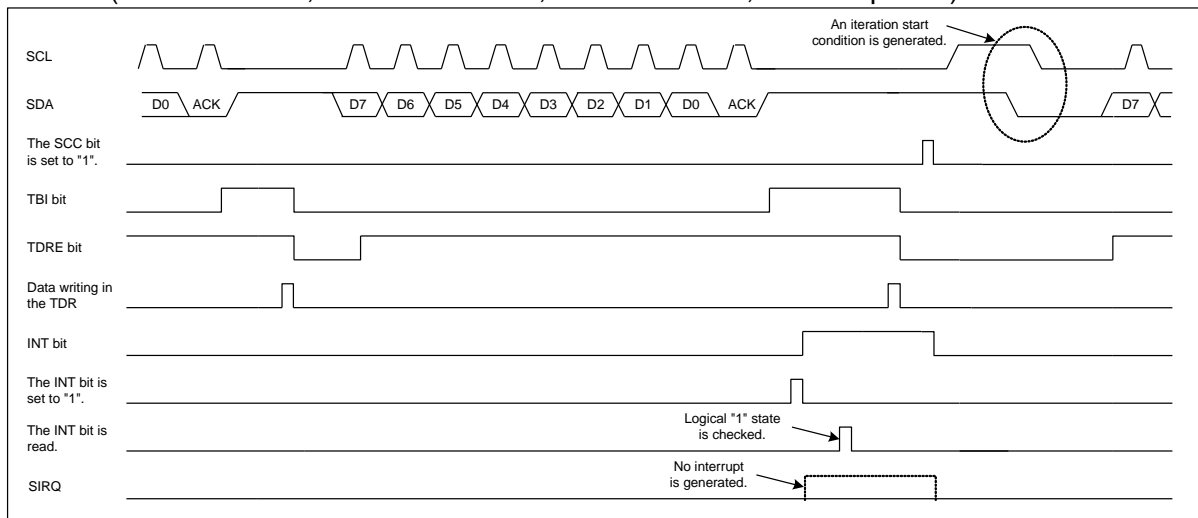 An iteration start
condition is generated.
SCL
SDA
D0 ACK D7 D6 D5 D4 D3 D2 D1 D0 ACK D7
The SCC bit
is set to "1".
TBI bit
TDRE bit
Data writing in
the TDR
INT bit
The INT bit is
set to "1".
The INT bit is
read.
Logical "1" state
is checked.
SIRQ
No interrupt
is generated.